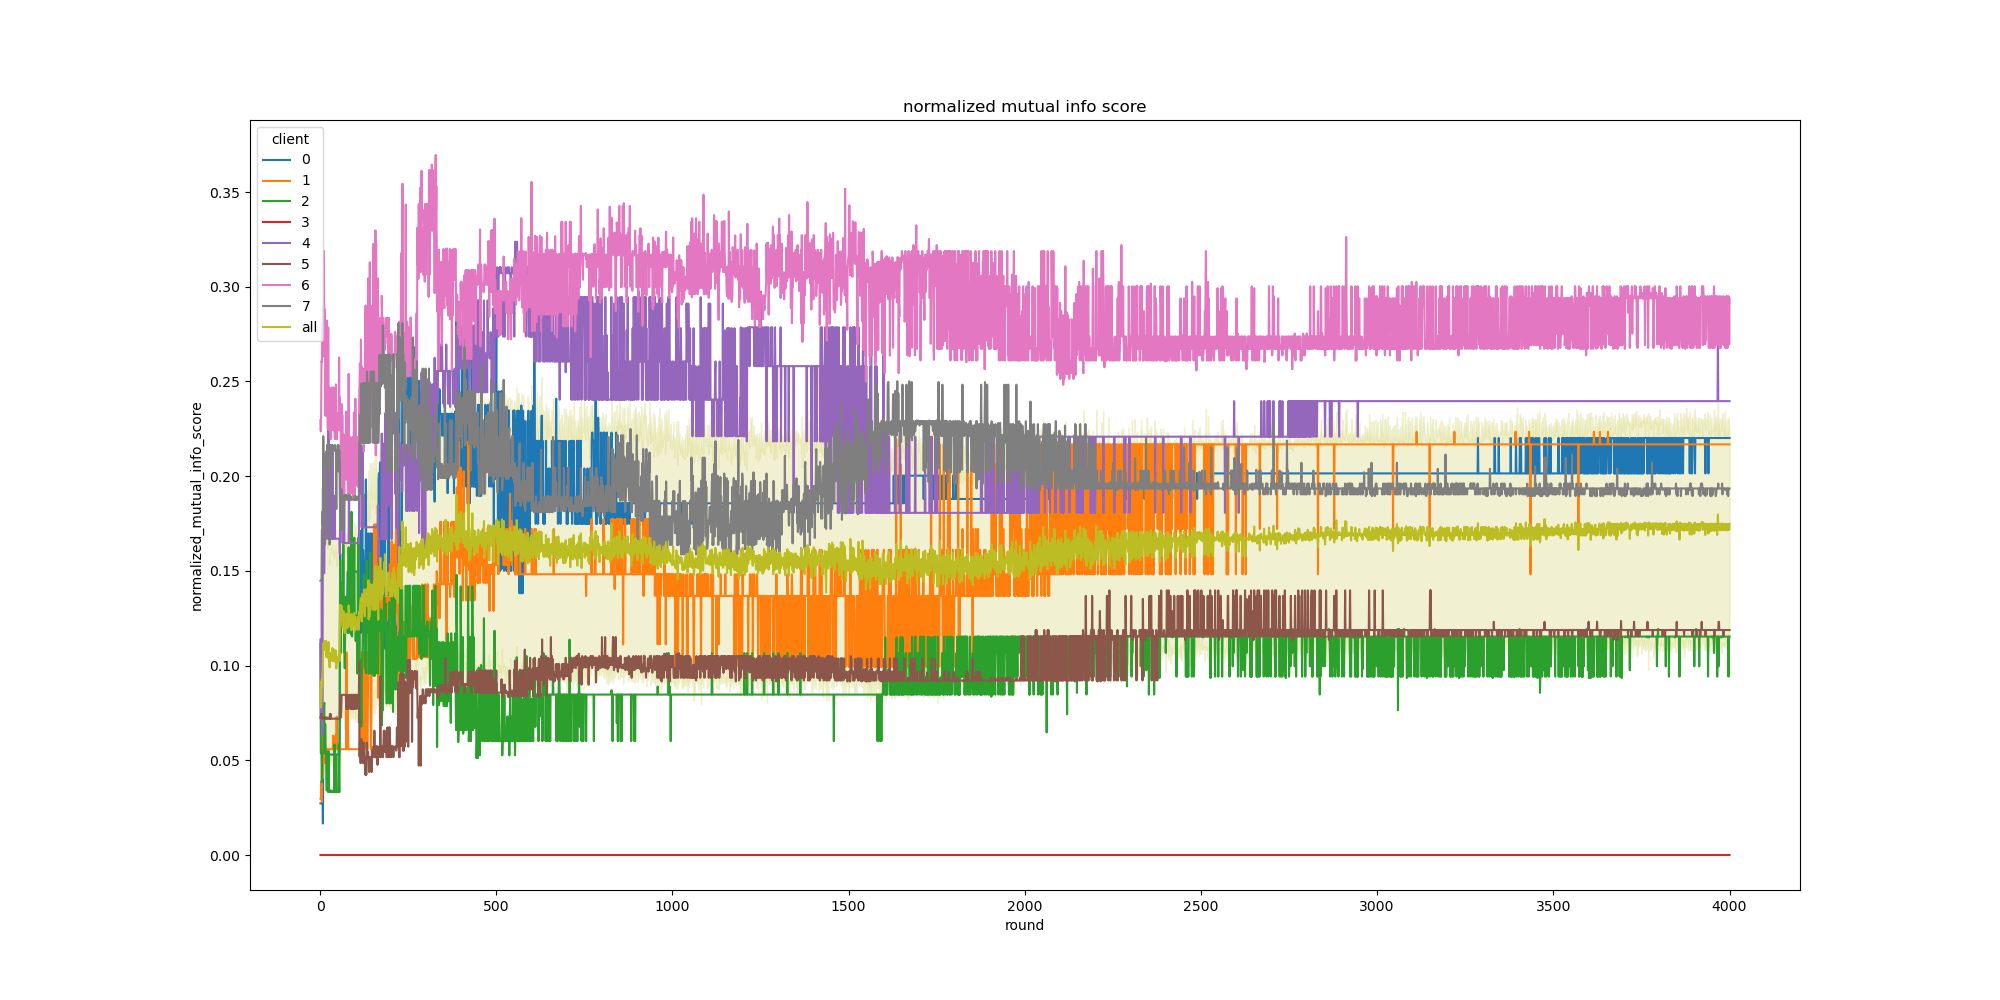 normalized mutual info score
client
0
1
2
3
4
5
6
7
all
normalized_mutual_info_score
0.35
0.30
0.25
0.20
0.15
0.10
0.05
0.00
0 500 1000 1500 2000 2500 3000 3500 4000
round